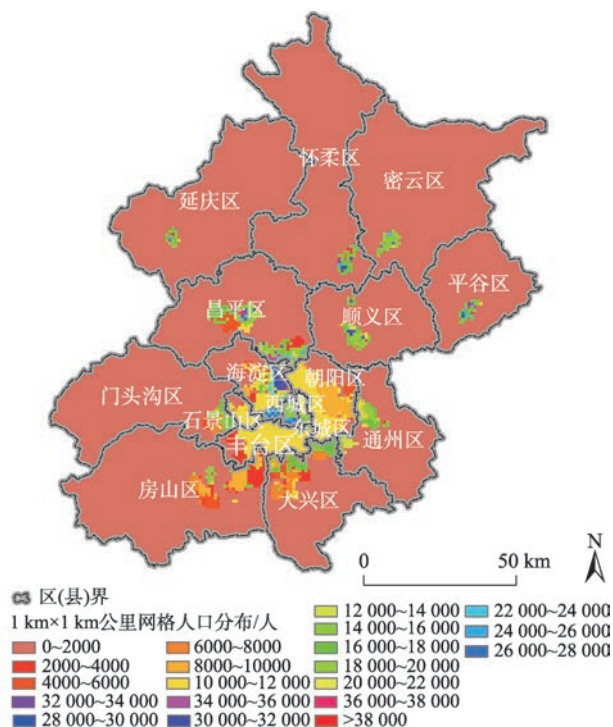 怀柔区
密云区
延庆区
平谷区
昌平区
顺义区
海淀区
朝阳区
门头沟区
西城区
石景山区
东城区
通州区
丰台区
房山区
大兴区
N
0 50 km
区(县)界
1 km×1 km公里网格人口分布/人
0~2000
2000~4000
4000~6000
32 000~34 000
28 000~30 000
6000~8000
8000~10000
10 000~12 000
34 000~36 000
30 000~32 000
12 000~14 000
14 000~16 000
16 000~18 000
18 000~20 000
20 000~22 000
36 000~38 000
>38 000
22 000~24 000
24 000~26 000
26 000~28 000